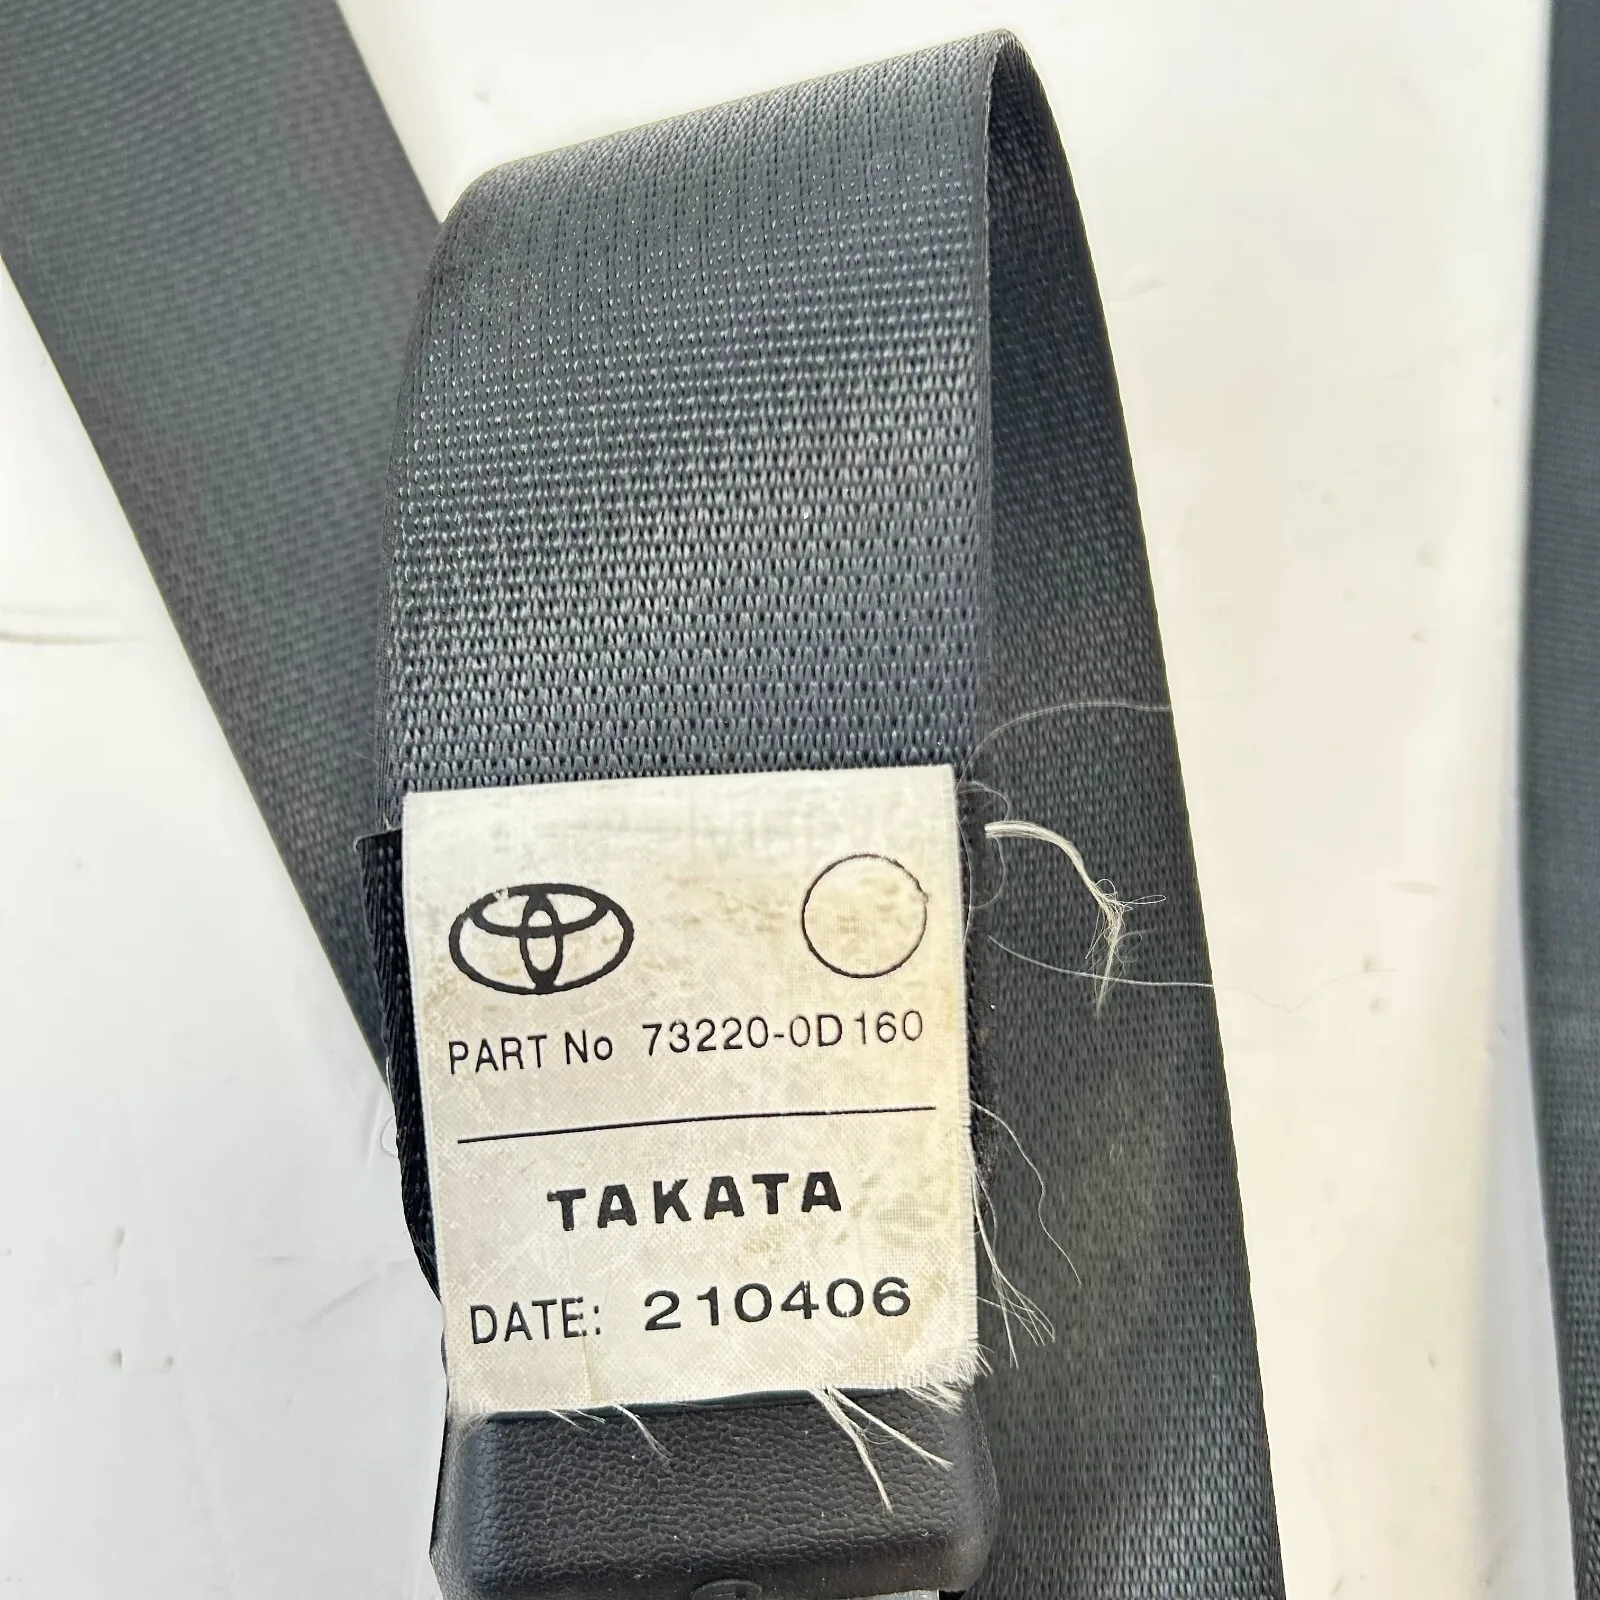 PART No 73220-0D160
TAKATA
DATE: 210406